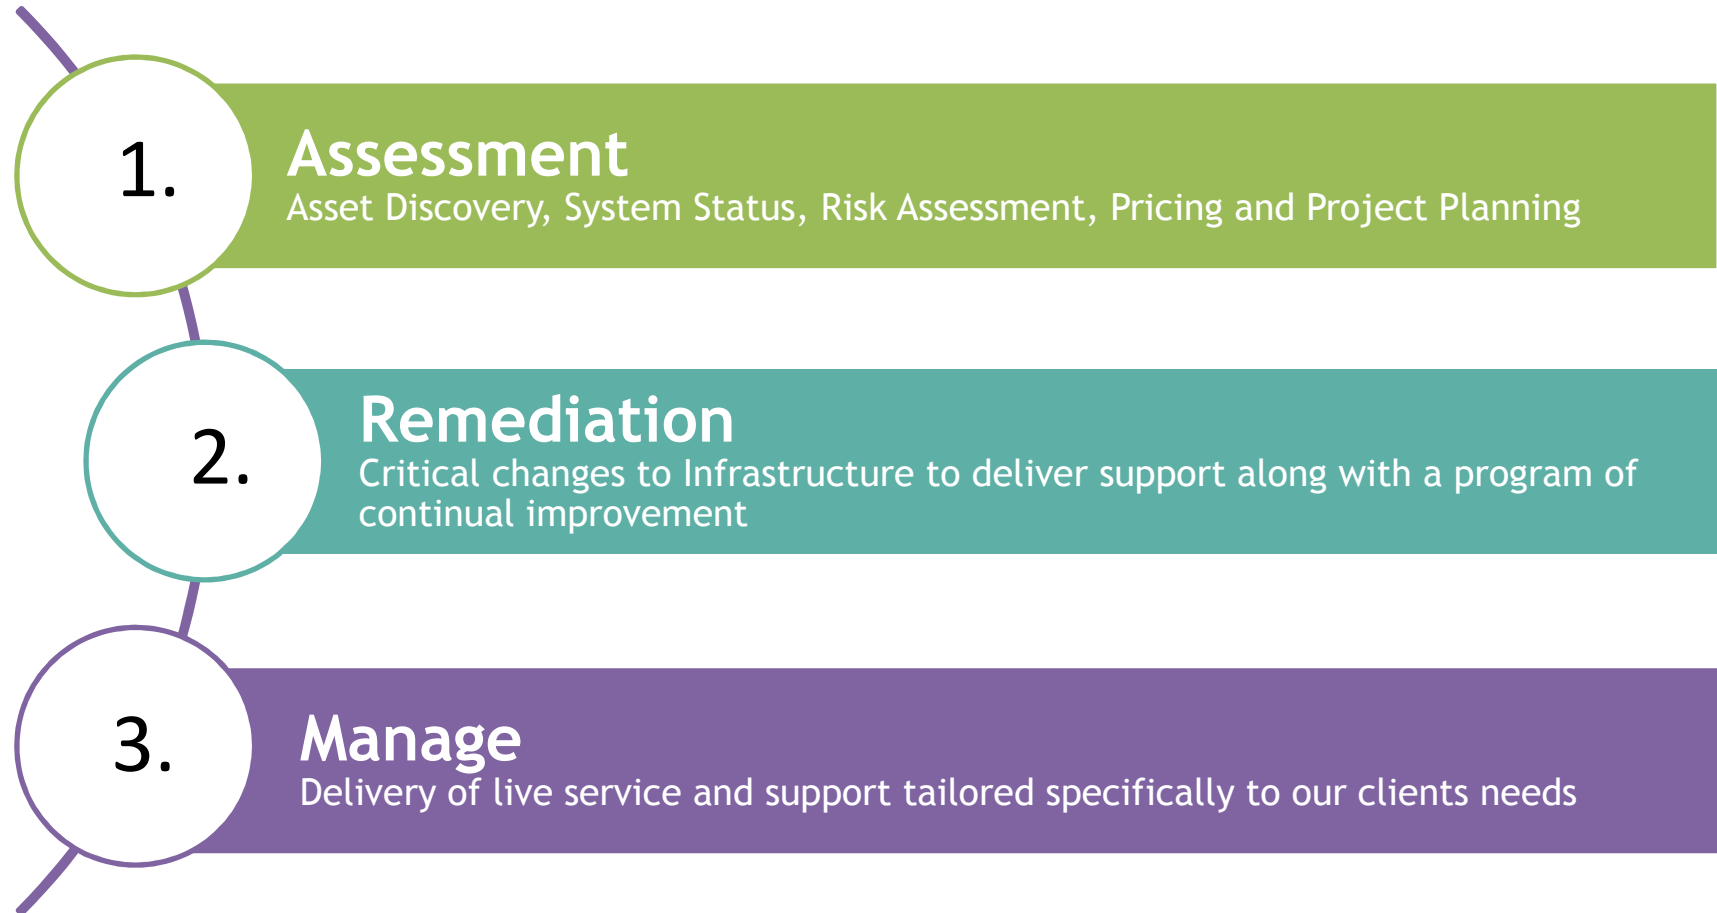 1.
Assessment
Asset Discovery, System Status, Risk Assessment, Pricing and Project Planning
2.
Remediation
Critical changes to Infrastructure to deliver support along with a program of
continual improvement
3.
Manage
Delivery of live service and support tailored specifically to our clients needs